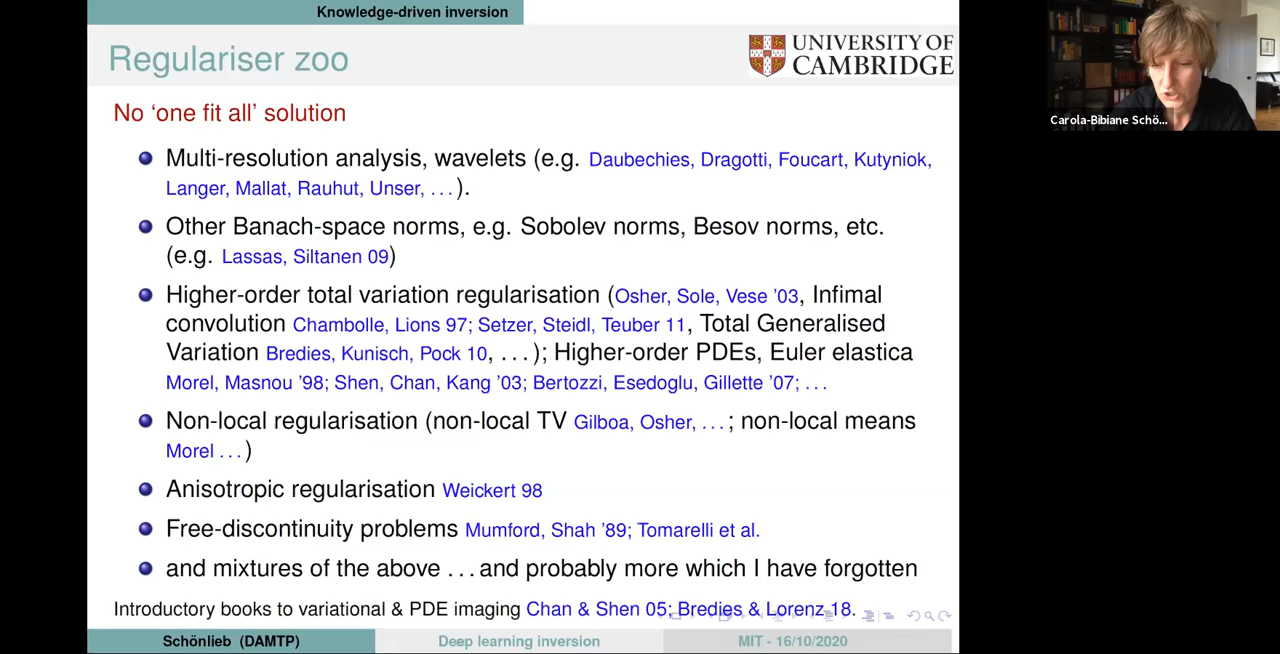 Knowledge-driven inversion
Regulariser zoo
UNIVERSITY OF
CAMBRIDGE
Carola-Bibiane Schö...
No ‘one fit all’ solution
Multi-resolution analysis, wavelets (e.g. Daubechies, Dragotti, Foucart, Kutyniok,
Langer, Mallat, Rauhut, Unser, ...).
Other Banach-space norms, e.g. Sobolev norms, Besov norms, etc.
(e.g. Lassas, Siltanen 09)
Higher-order total variation regularisation (Osher, Sole, Vese ’03, Infimal
convolution Chambolle, Lions 97; Setzer, Steidl, Teuber 11, Total Generalised
Variation Bredies, Kunisch, Pock 10, ...); Higher-order PDEs, Euler elastica
Morel, Masnou ’98; Shen, Chan, Kang ’03; Bertozzi, Esedoglu, Gillette ’07; ...
Non-local regularisation (non-local TV Gilboa, Osher, ...; non-local means
Morel ...)
Anisotropic regularisation Weickert 98
Free-discontinuity problems Mumford, Shah ’89; Tomarelli et al.
and mixtures of the above ... and probably more which I have forgotten
Introductory books to variational & PDE imaging Chan & Shen 05; Bredies & Lorenz 18.
Schönlieb (DAMTP)
Deep learning inversion
MIT - 16/10/2020